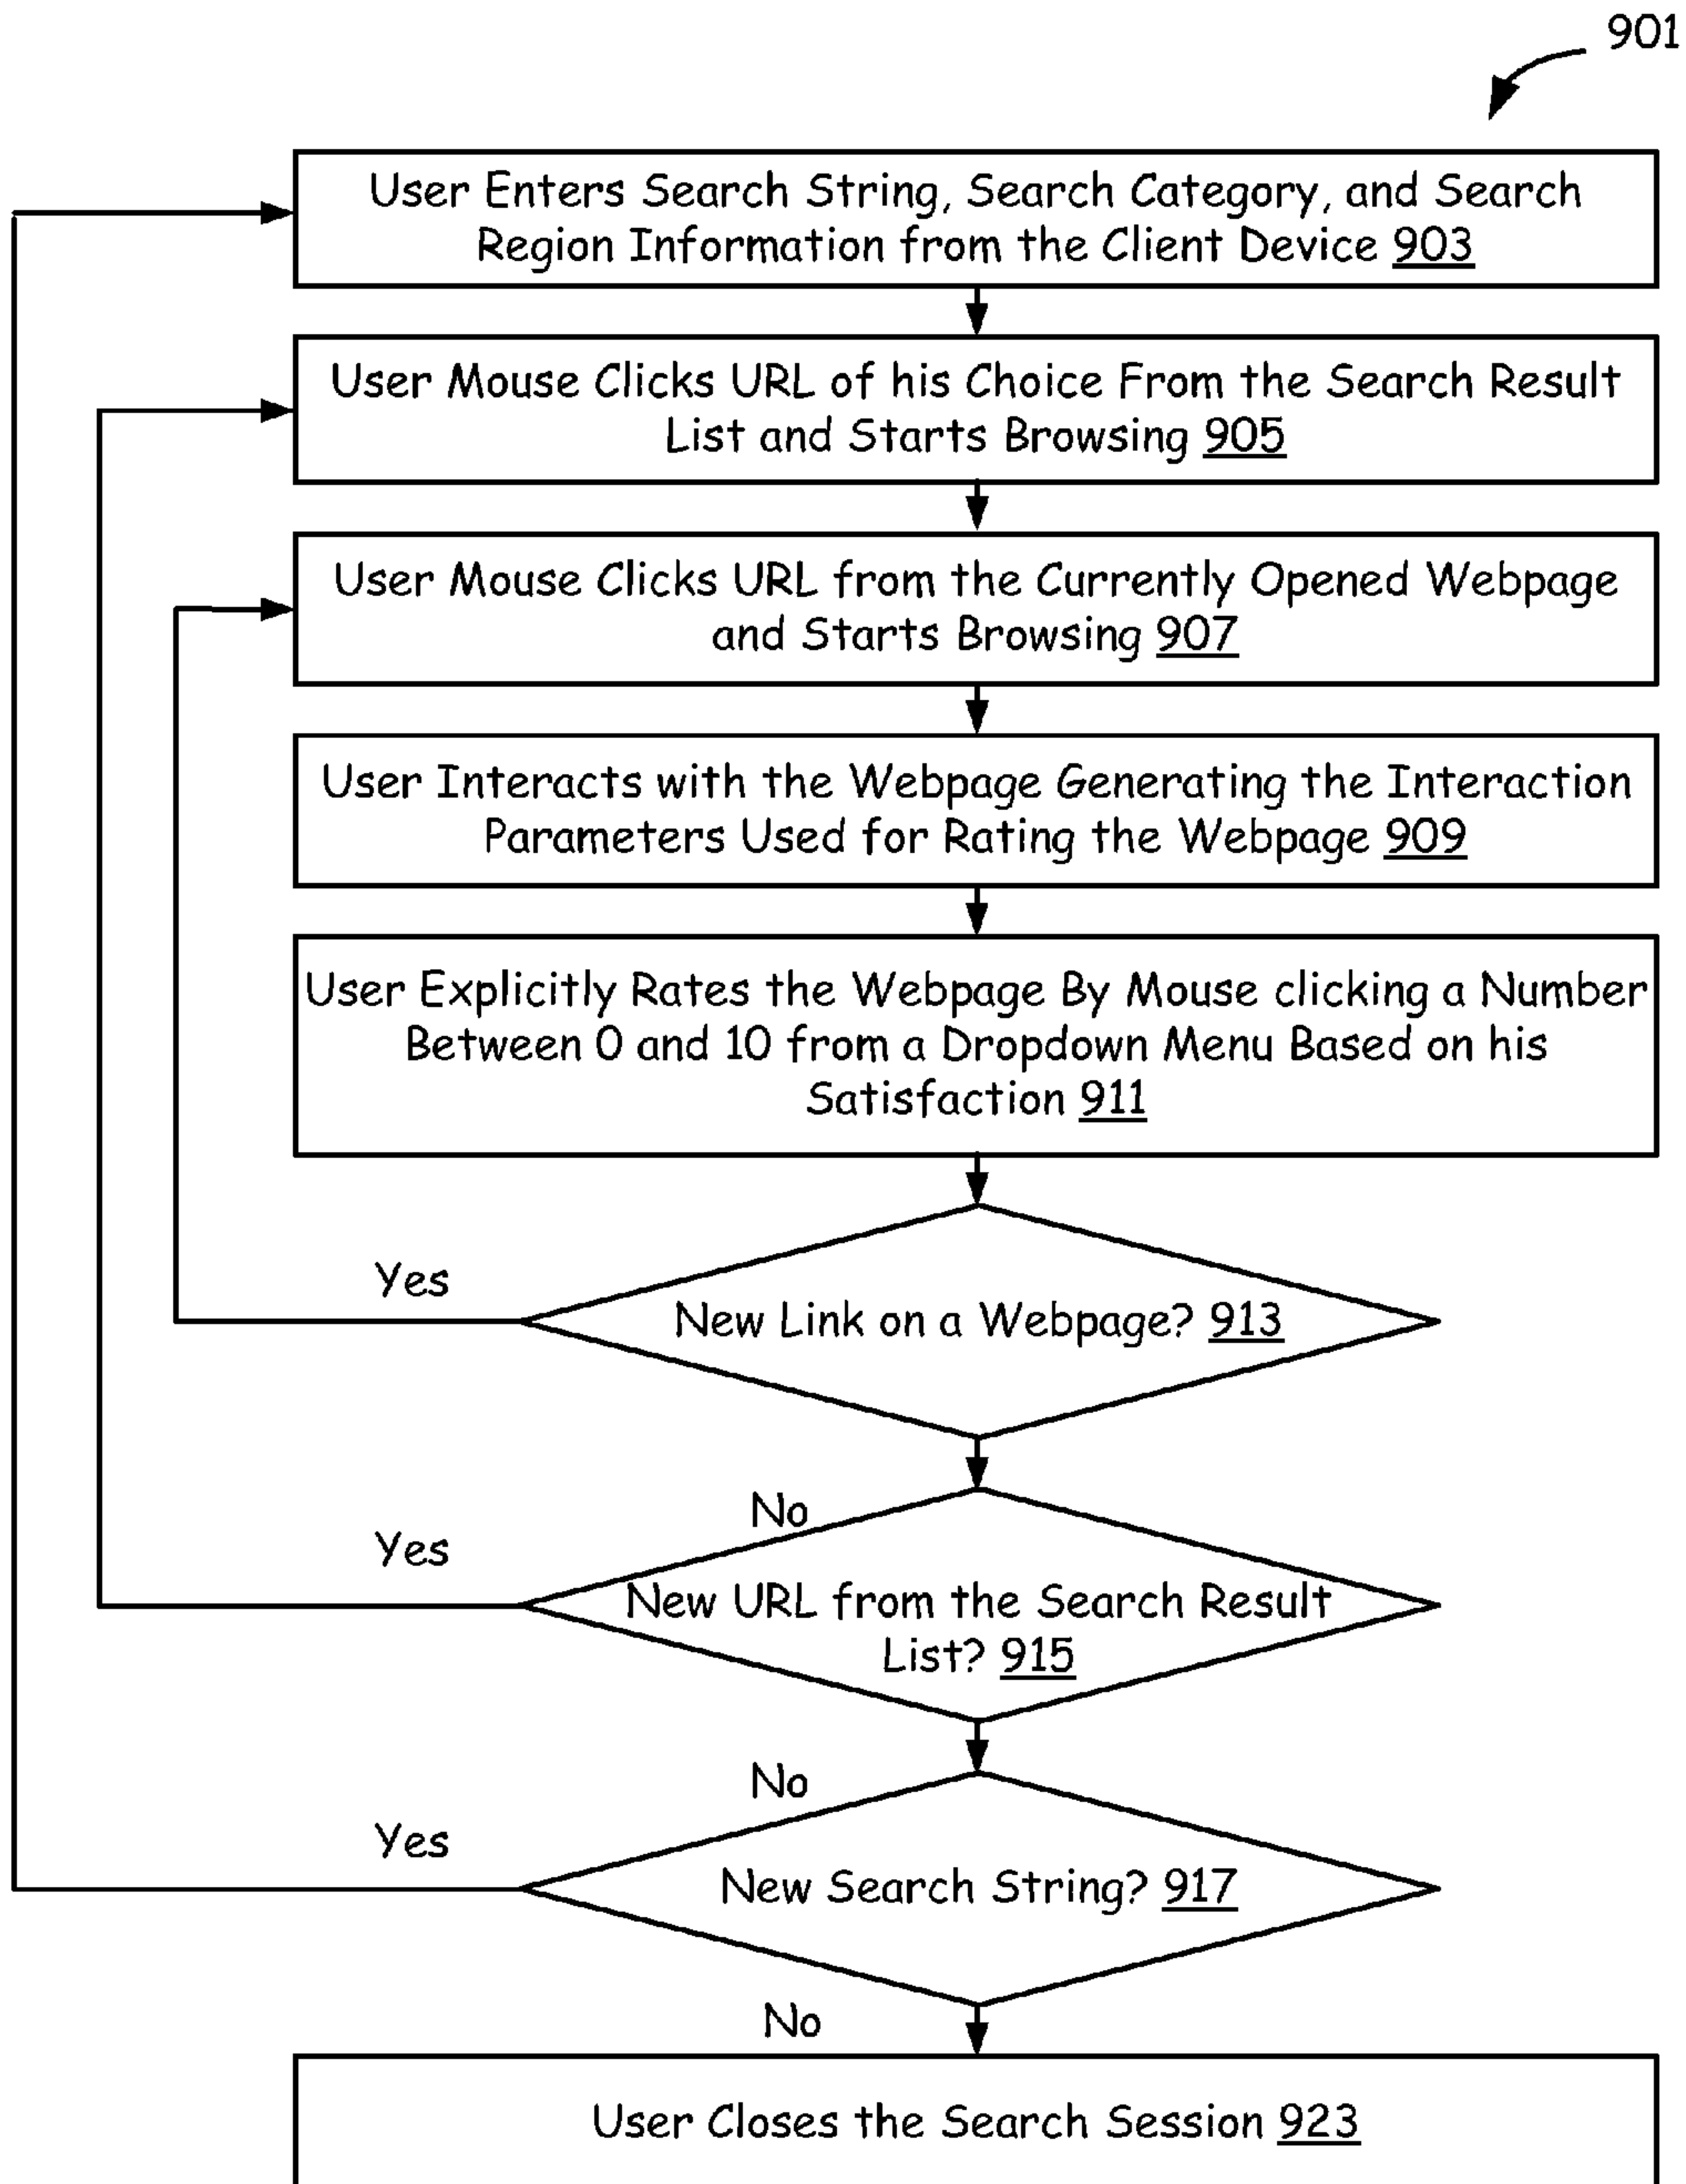 901
User Enters Search String, Search Category, and Search
Region Information from the Client Device 903
User Mouse Clicks URL of his Choice From the Search Result
List and Starts Browsing 905
User Mouse Clicks URL from the Currently Opened Webpage
and Starts Browsing 907
User Interacts with the Webpage Generating the Interaction
Parameters Used for Rating the Webpage 909
User Explicitly Rates the Webpage By Mouse clicking a Number
Between 0 and 10 from a Dropdown Menu Based on his
Satisfaction 911
Yes
New Link on a Webpage? 913
No
Yes
New URL from the Search Result
List? 915
No
Yes
New Search String? 917
No
User Closes the Search Session 923